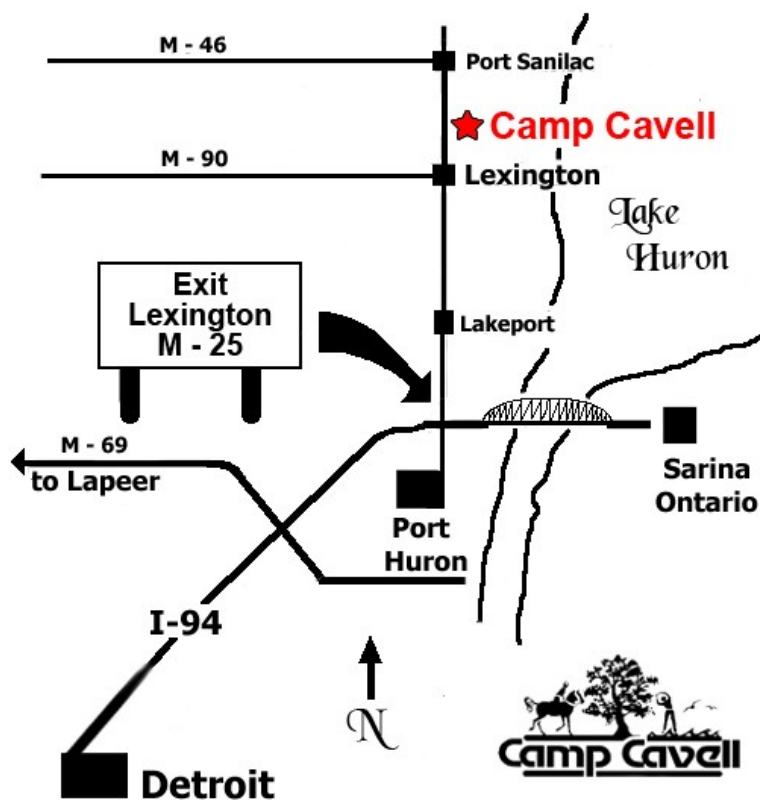 M - 46
Port Sanilac
Camp Cavell
M - 90
Lexington
Lake
Huron
Exit
Lexington
M - 25
Lakeport
M - 69
to Lapeer
Sarina
Ontario
Port
Huron
I-94
N
Camp Cavell
Detroit